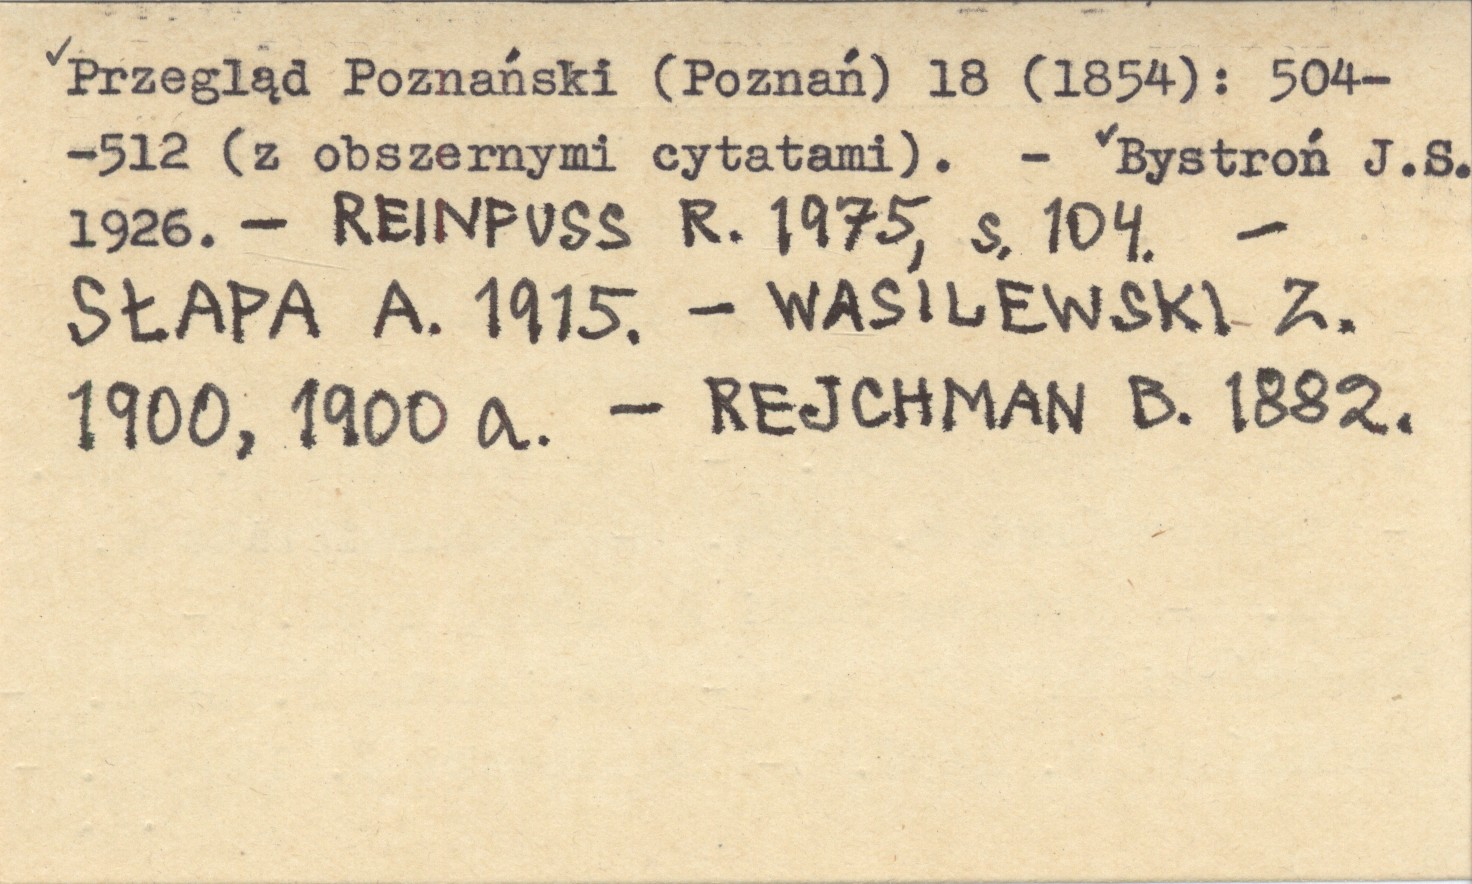 ✓Przegląd Poznański (Poznań) 18 (1854): 504-
-512 (z obszernymi cytatami). - ✓Bystroń J.S.
1926. — REINFUSS R. 1975, s. 104. —
SŁAPA A. 1915. — WASILEWSKI Z.
1900, 1900 a. — REJCHMAN B. 1882.